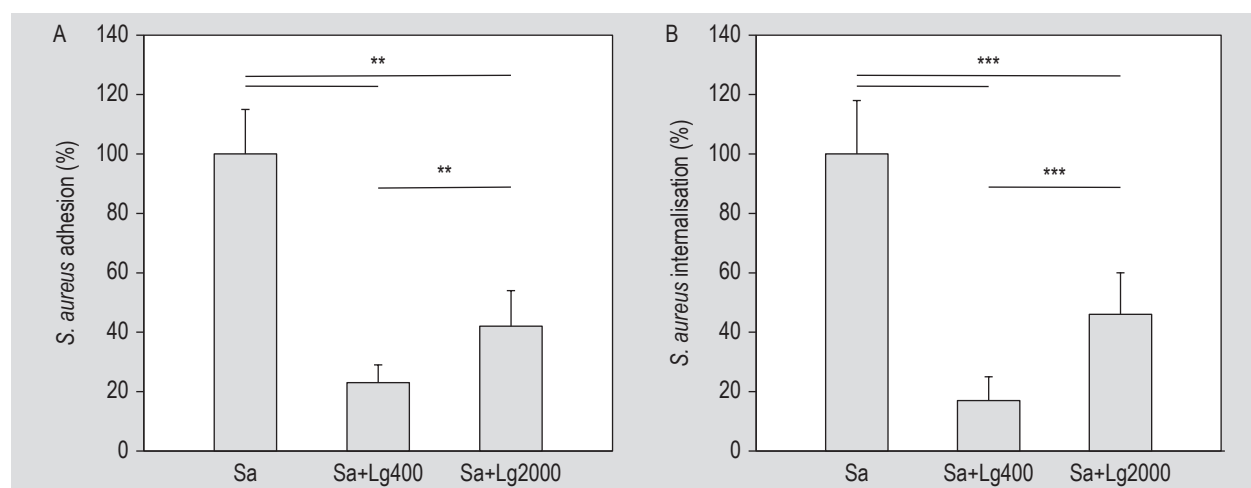 A
S. aureus adhesion (%)
140
120
100
80
60
40
20
0
**
**
Sa
Sa+Lg400
Sa+Lg2000
B
S. aureus internalisation (%)
140
120
100
80
60
40
20
0
***
***
Sa
Sa+Lg400
Sa+Lg2000